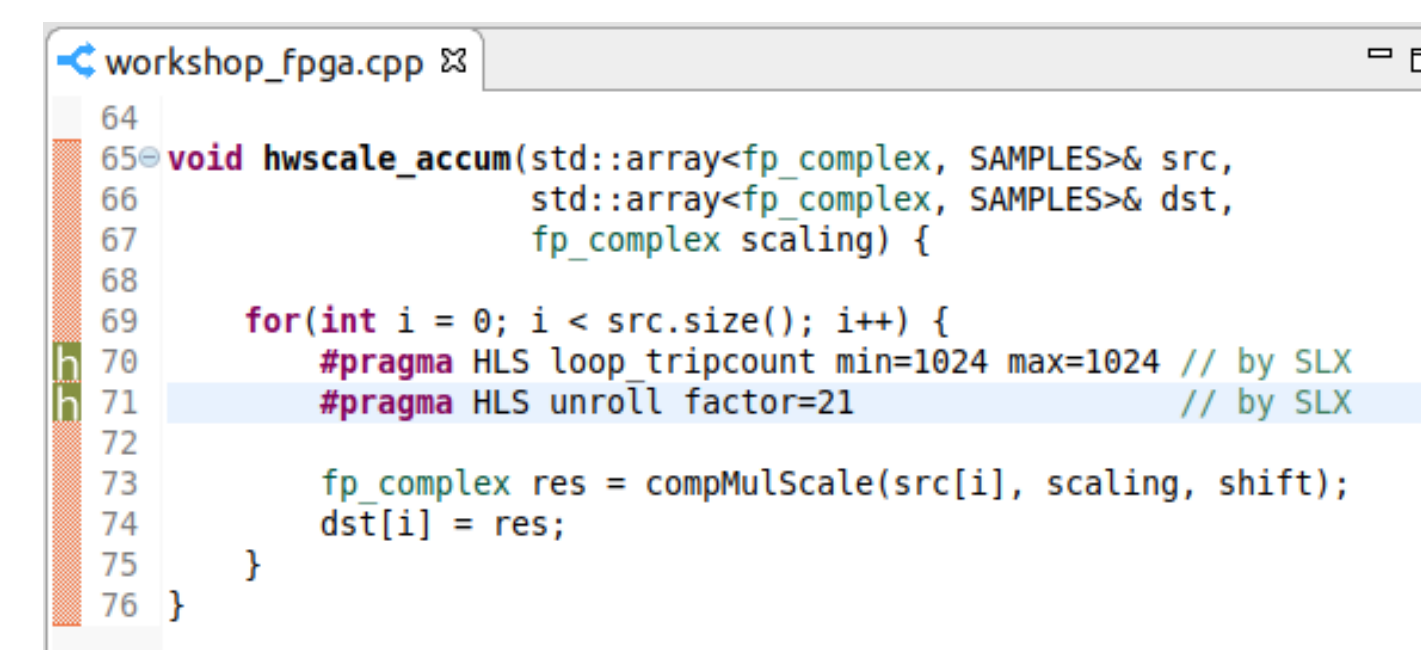 workshop_fpga.cpp
64
65 void hwscale_accum(std::array<fp_complex, SAMPLES>& src,
66 std::array<fp_complex, SAMPLES>& dst,
67 fp_complex scaling) {
68
69 for(int i = 0; i < src.size(); i++) {
h 70 #pragma HLS loop_tripcount min=1024 max=1024 // by SLX
h 71 #pragma HLS unroll factor=21 // by SLX
72
73 fp_complex res = compMulScale(src[i], scaling, shift);
74 dst[i] = res;
75 }
76 }